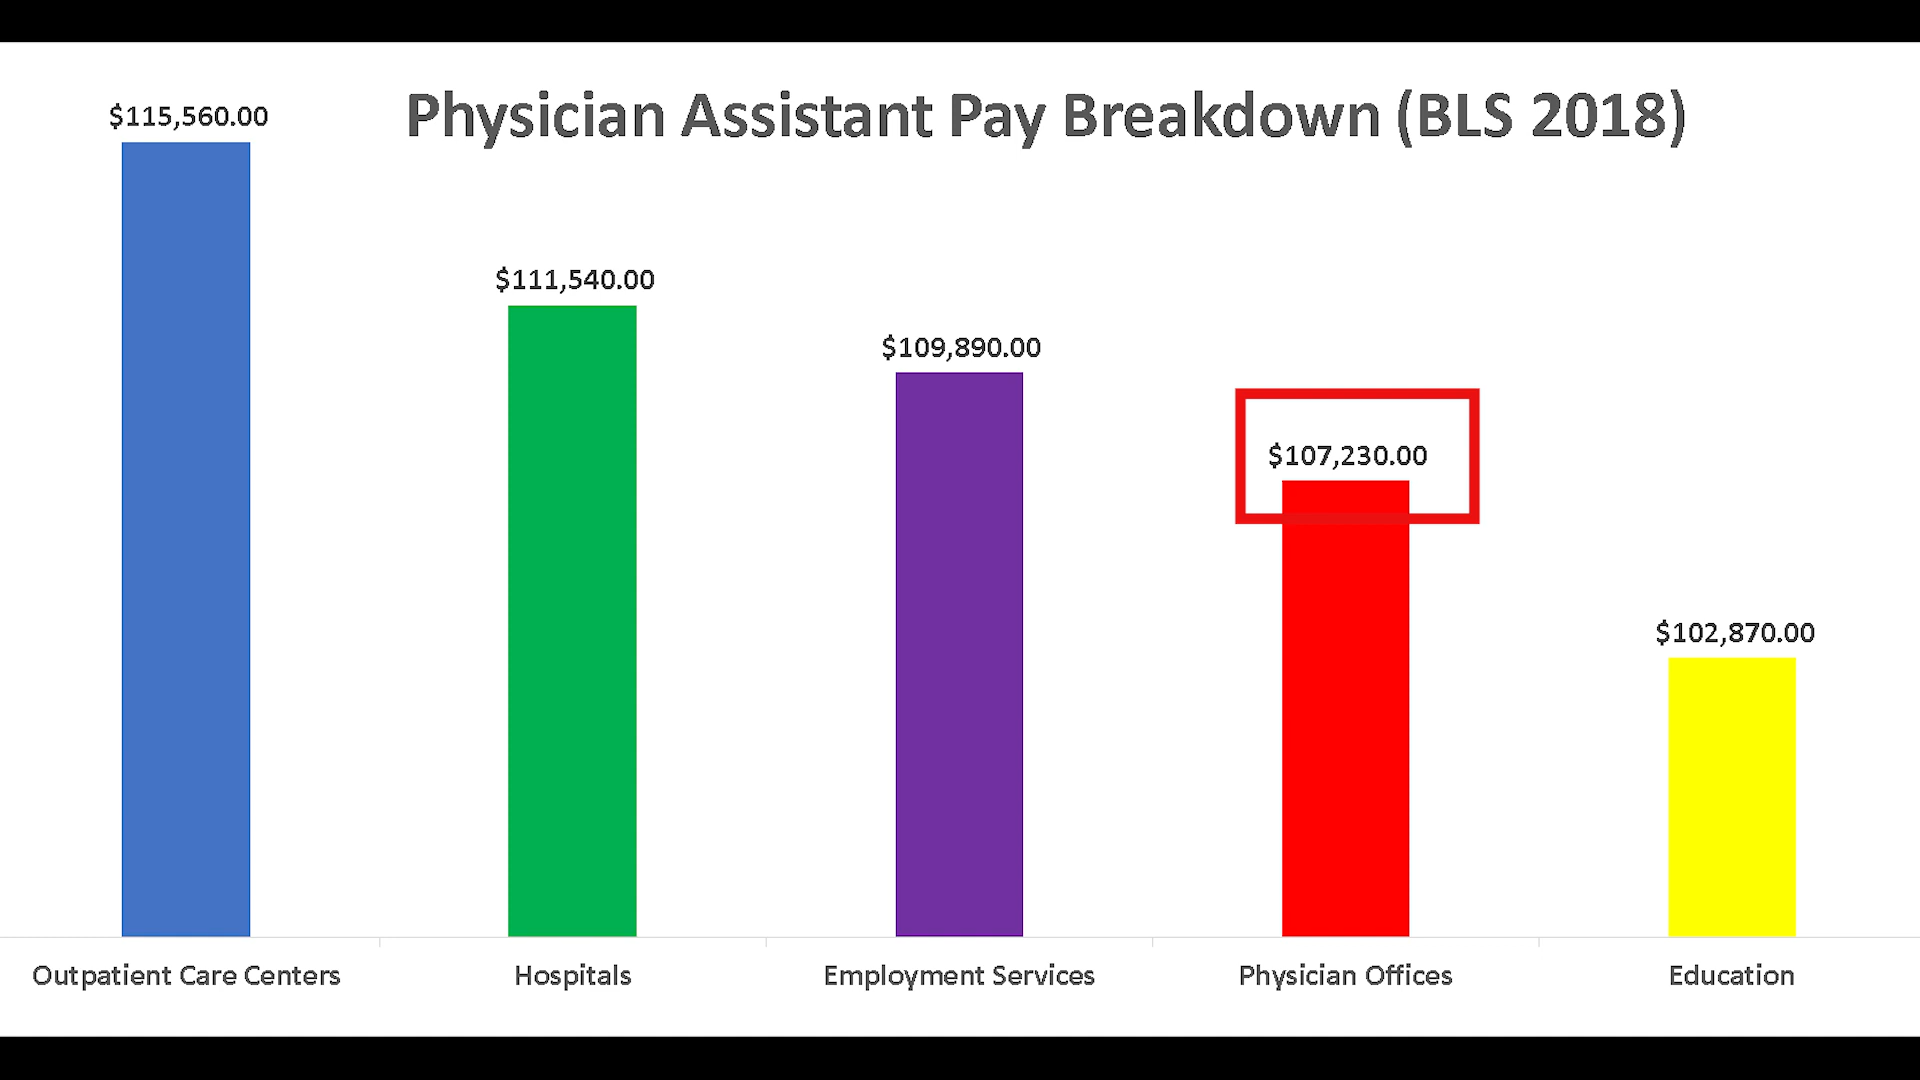 Physician Assistant Pay Breakdown (BLS 2018)
$115,560.00
$111,540.00
$109,890.00
$107,230.00
$102,870.00
Outpatient Care Centers
Hospitals
Employment Services
Physician Offices
Education